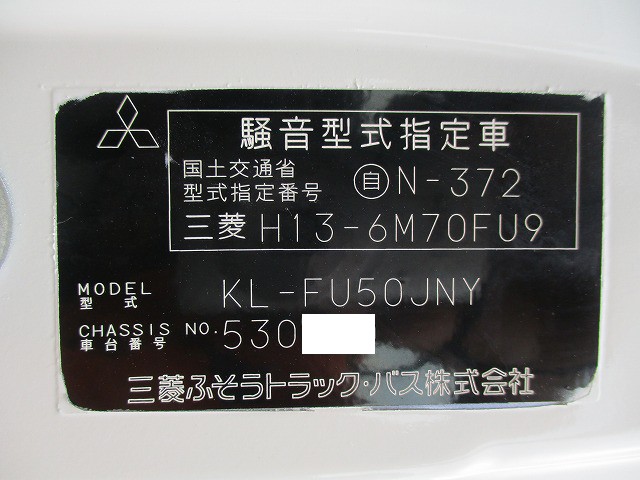 騒音型式指定車
国土交通省
型式指定番号 自N-372
三菱 H13-6M70FU9
MODEL
型式 KL-FU50JNY
CHASSIS NO.
車台番号 530
三菱ふそうトラック・バス株式会社